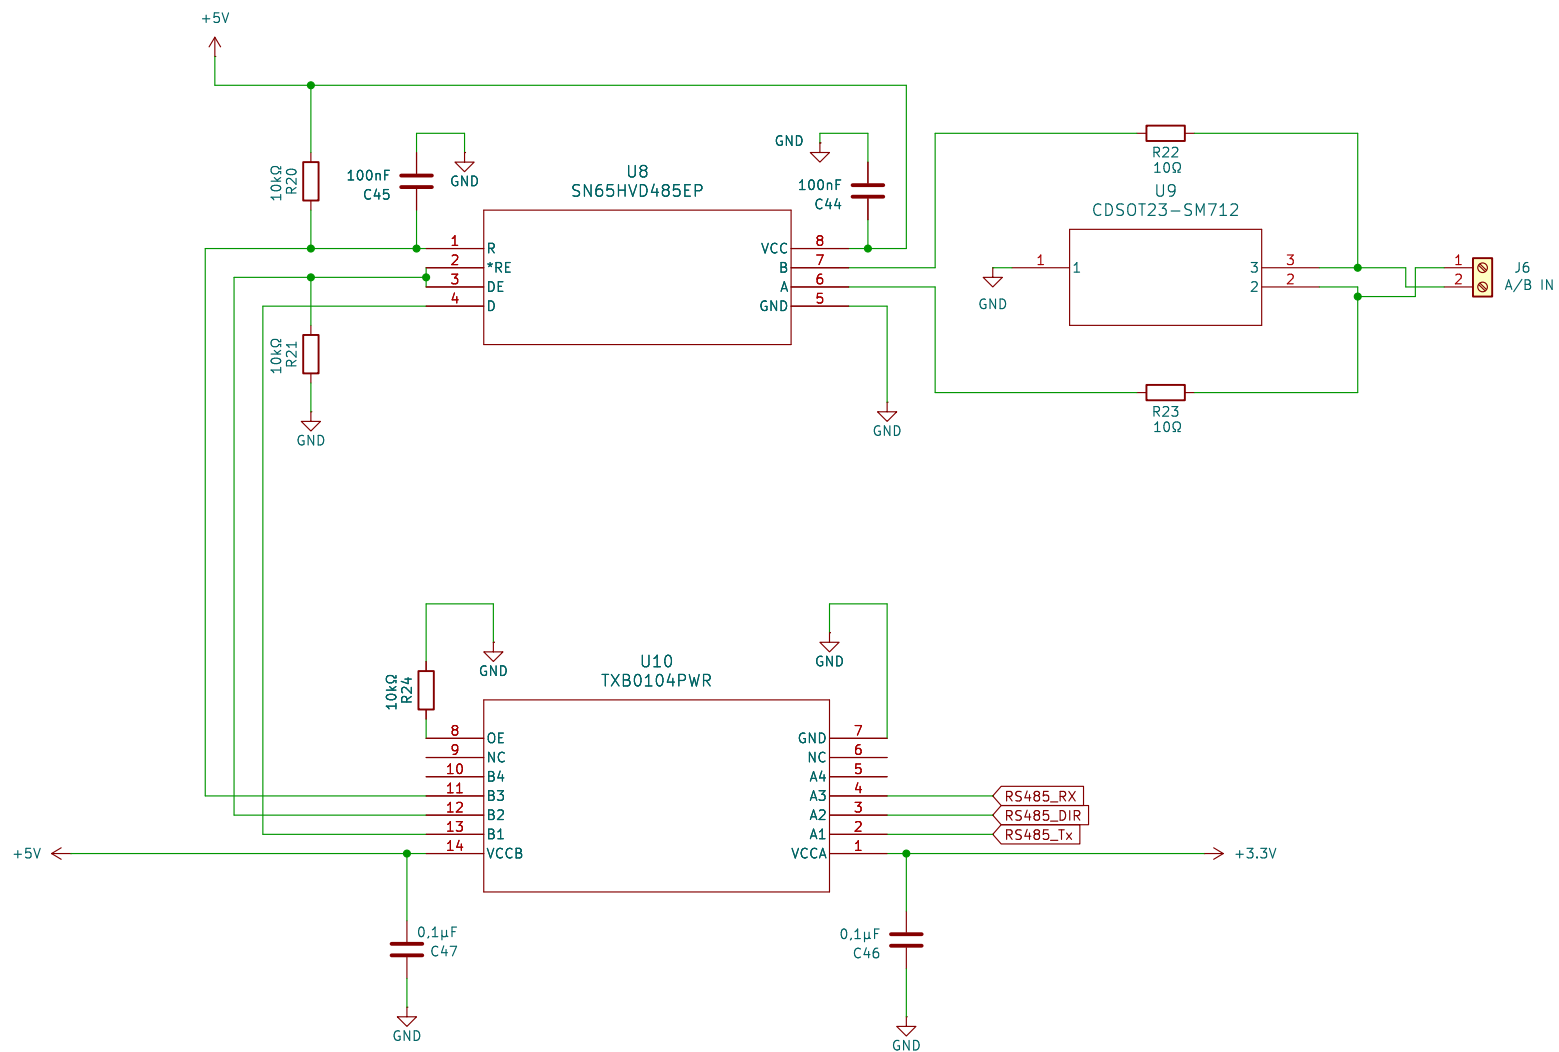 +5V
10kΩ
R20
100nF
C45
GND
U8
SN65HVD485EP
GND
100nF
C44
R22
10Ω
U9
CDSOT23-SM712
1 R
2 *RE
3 DE
4 D
VCC 8
B 7
A 6
GND 5
1 1
3 3
2 2
GND
1
2
J6
A/B IN
10kΩ
R21
GND
GND
R23
10Ω
GND
GND
10kΩ
R24
U10
TXB0104PWR
8 OE
9 NC
10 B4
11 B3
12 B2
13 B1
14 VCCB
GND 7
NC 6
A4 5
A3 4
A2 3
A1 2
VCCA 1
RS485_RX
RS485_DIR
RS485_Tx
+5V
+3.3V
0,1µF
C47
0,1µF
C46
GND
GND